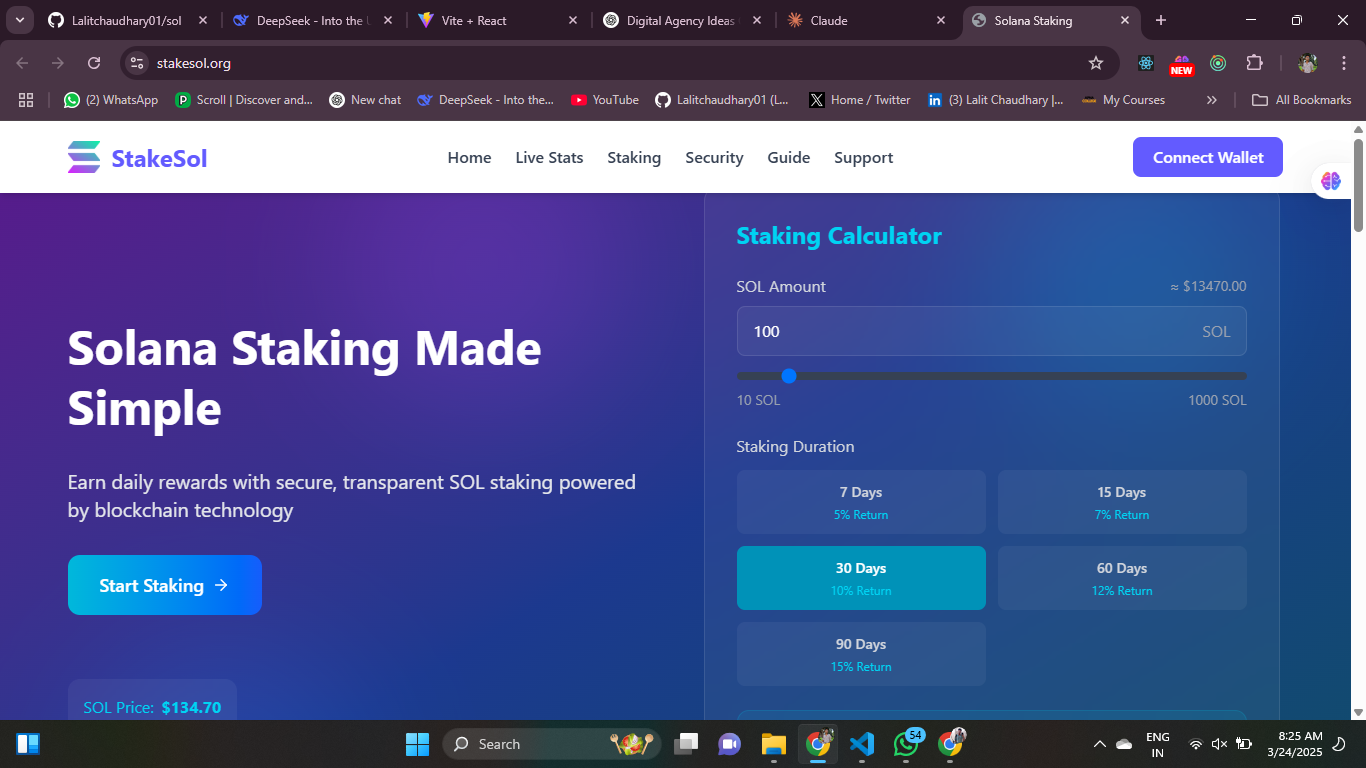 Lalitchaudhary01/sol
DeepSeek - Into the U
Vite + React
Digital Agency Ideas
Claude
Solana Staking
stakesol.org
NEW
(2) WhatsApp
Scroll | Discover and...
New chat
DeepSeek - Into the...
YouTube
Lalitchaudhary01 (L...
Home / Twitter
(3) Lalit Chaudhary |...
My Courses
All Bookmarks
StakeSol
Home
Live Stats
Staking
Security
Guide
Support
Connect Wallet
Staking Calculator
SOL Amount
≈ $13470.00
100
SOL
10 SOL
1000 SOL
Solana Staking Made
Simple
Staking Duration
Earn daily rewards with secure, transparent SOL staking powered
by blockchain technology
7 Days
5% Return
15 Days
7% Return
30 Days
10% Return
60 Days
12% Return
Start Staking →
90 Days
15% Return
SOL Price: $134.70
Search
54
ENG
IN
8:25 AM
3/24/2025